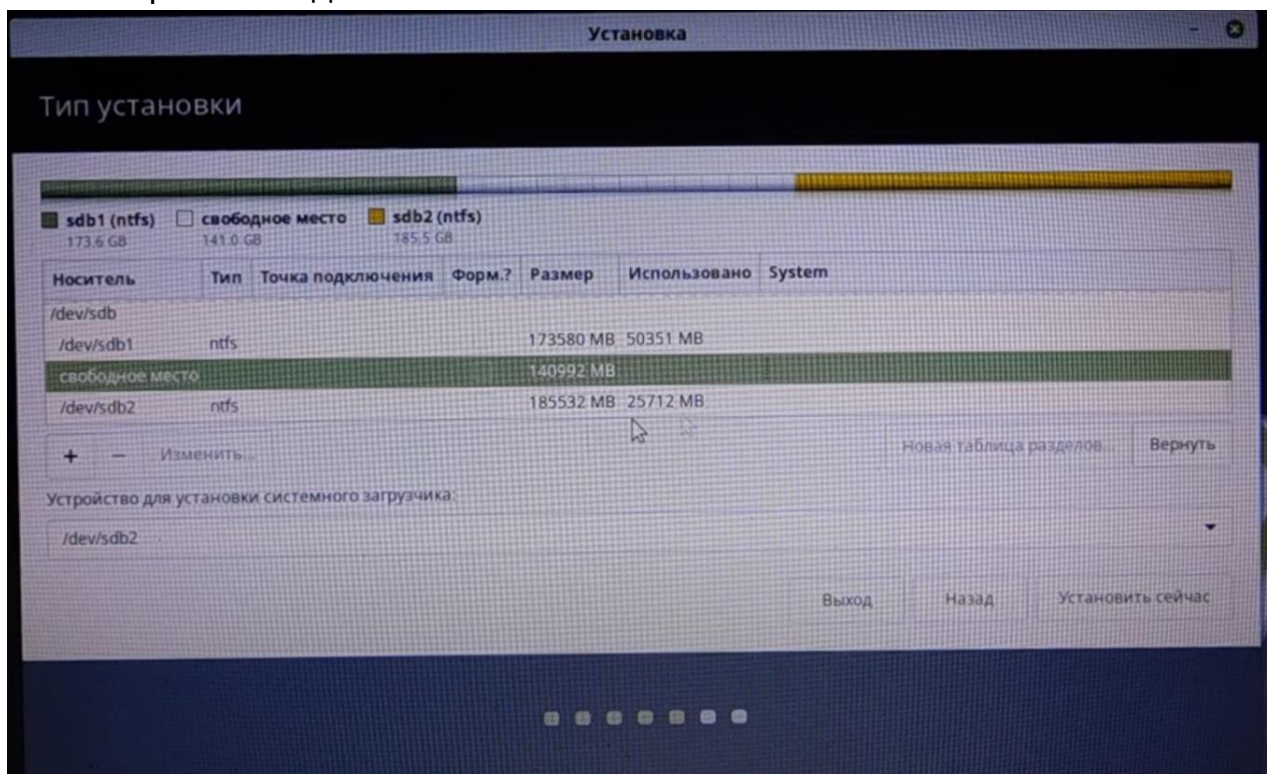 Установка
Тип установки
sdb1 (ntfs) свободное место sdb2 (ntfs)
173.6 GB 141.0 GB 185.5 GB
Носитель Тип Точка подключения Форм.? Размер Использовано System
/dev/sdb
/dev/sdb1 ntfs 173580 MB 50351 MB
свободное место 140992 MB
/dev/sdb2 ntfs 185532 MB 25712 MB
+ − Изменить... Новая таблица разделов... Вернуть
Устройство для установки системного загрузчика:
/dev/sdb2
Выход Назад Установить сейчас